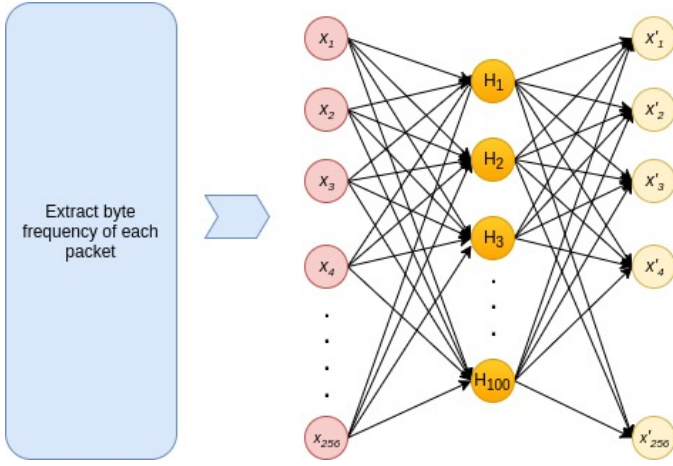 Extract byte
frequency of each
packet
x1
x2
x3
x4
x256
H1
H2
H3
H100
x'1
x'2
x'3
x'4
x'256